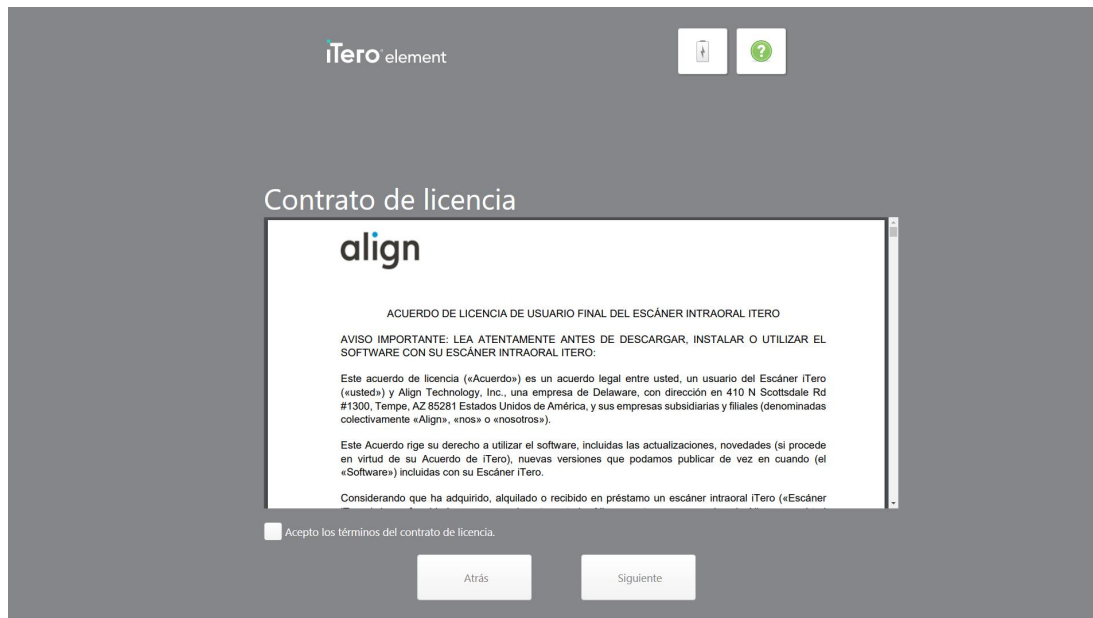 iTero element
Contrato de licencia
align
ACUERDO DE LICENCIA DE USUARIO FINAL DEL ESCÁNER INTRAORAL ITERO
AVISO IMPORTANTE: LEA ATENTAMENTE ANTES DE DESCARGAR, INSTALAR O UTILIZAR EL
SOFTWARE CON SU ESCÁNER INTRAORAL ITERO:
Este acuerdo de licencia («Acuerdo») es un acuerdo legal entre usted, un usuario del Escáner iTero
(«usted») y Align Technology, Inc., una empresa de Delaware, con dirección en 410 N Scottsdale Rd
#1300, Tempe, AZ 85281 Estados Unidos de América, y sus empresas subsidiarias y filiales (denominadas
colectivamente «Align», «nos» o «nosotros»).
Este Acuerdo rige su derecho a utilizar el software, incluidas las actualizaciones, novedades (si procede
en virtud de su Acuerdo de iTero), nuevas versiones que podamos publicar de vez en cuando (el
«Software») incluidas con su Escáner iTero.
Considerando que ha adquirido, alquilado o recibido en préstamo un escáner intraoral iTero («Escáner
Acepto los términos del contrato de licencia.
Atrás
Siguiente